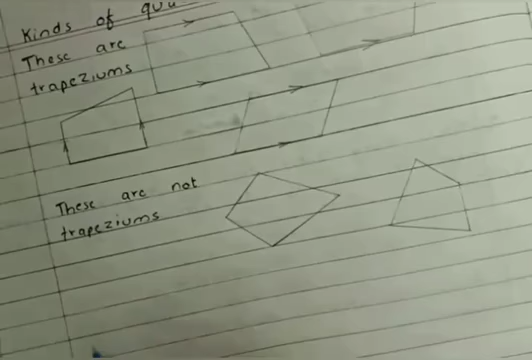 Kinds of
These are
trapeziums
These are not
trapeziums